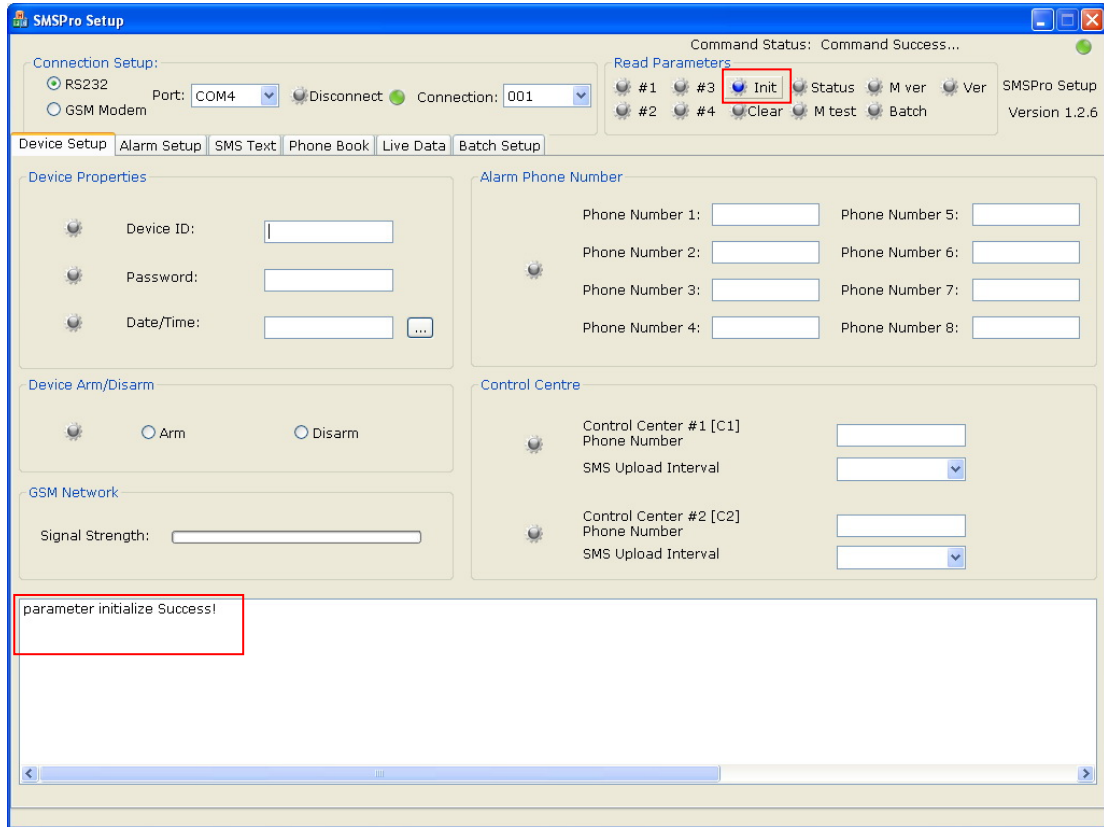 SMSPro Setup
Command Status: Command Success...
Connection Setup:
RS232
GSM Modem
Port: COM4
Disconnect
Connection: 001
Read Parameters
#1 #3 Init Status M ver Ver
#2 #4 Clear M test Batch
SMSPro Setup
Version 1.2.6
Device Setup Alarm Setup SMS Text Phone Book Live Data Batch Setup
Device Properties
Device ID:
Password:
Date/Time:
...
Alarm Phone Number
Phone Number 1: Phone Number 5:
Phone Number 2: Phone Number 6:
Phone Number 3: Phone Number 7:
Phone Number 4: Phone Number 8:
Device Arm/Disarm
Arm Disarm
GSM Network
Signal Strength:
Control Centre
Control Center #1 [C1]
Phone Number
SMS Upload Interval
Control Center #2 [C2]
Phone Number
SMS Upload Interval
parameter initialize Success!